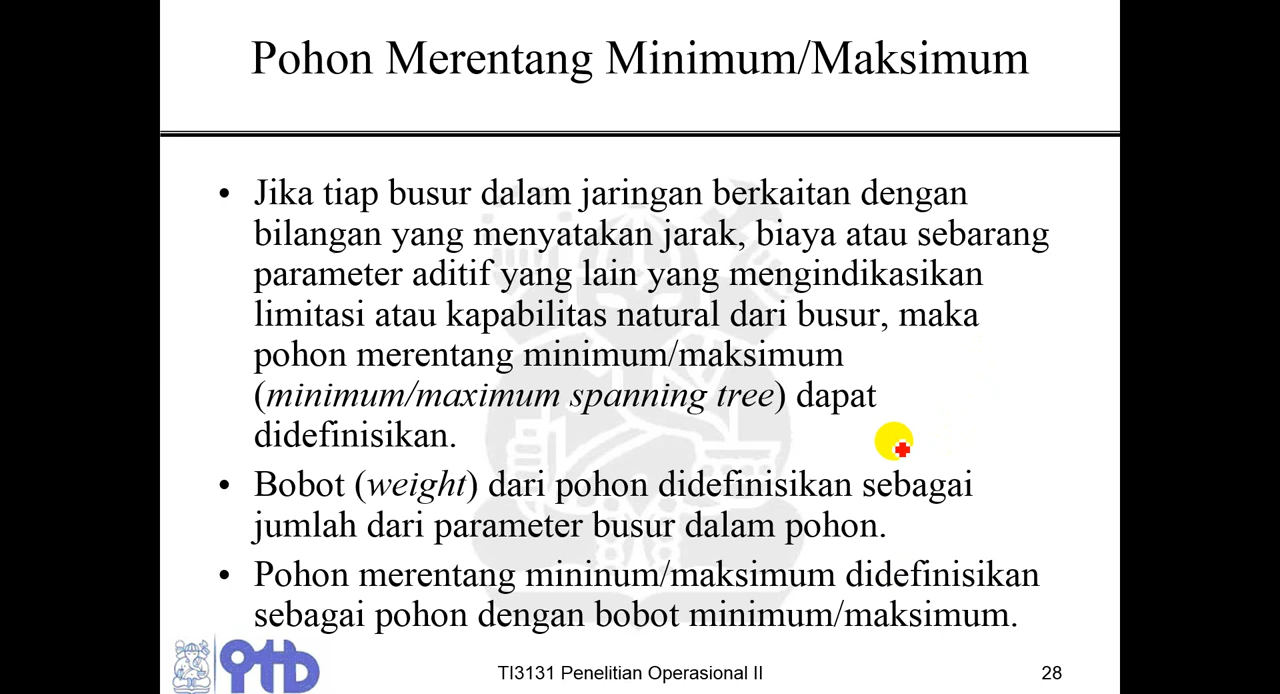 Pohon Merentang Minimum/Maksimum
• Jika tiap busur dalam jaringan berkaitan dengan
bilangan yang menyatakan jarak, biaya atau sebarang
parameter aditif yang lain yang mengindikasikan
limitasi atau kapabilitas natural dari busur, maka
pohon merentang minimum/maksimum
(minimum/maximum spanning tree) dapat
didefinisikan.
• Bobot (weight) dari pohon didefinisikan sebagai
jumlah dari parameter busur dalam pohon.
• Pohon merentang mininum/maksimum didefinisikan
sebagai pohon dengan bobot minimum/maksimum.
itb
TI3131 Penelitian Operasional II
28